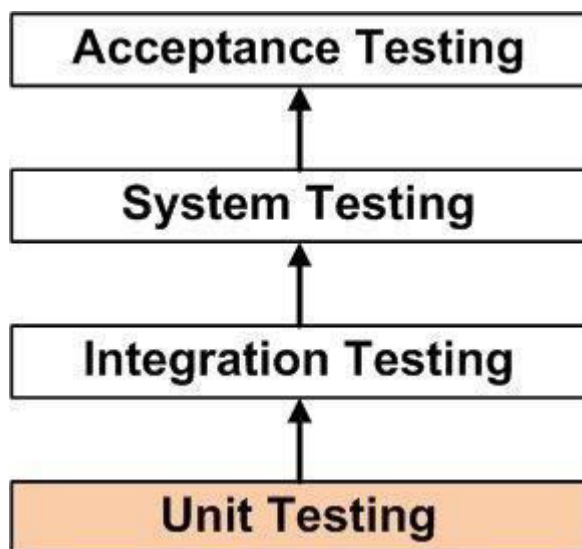 Acceptance Testing
System Testing
Integration Testing
Unit Testing